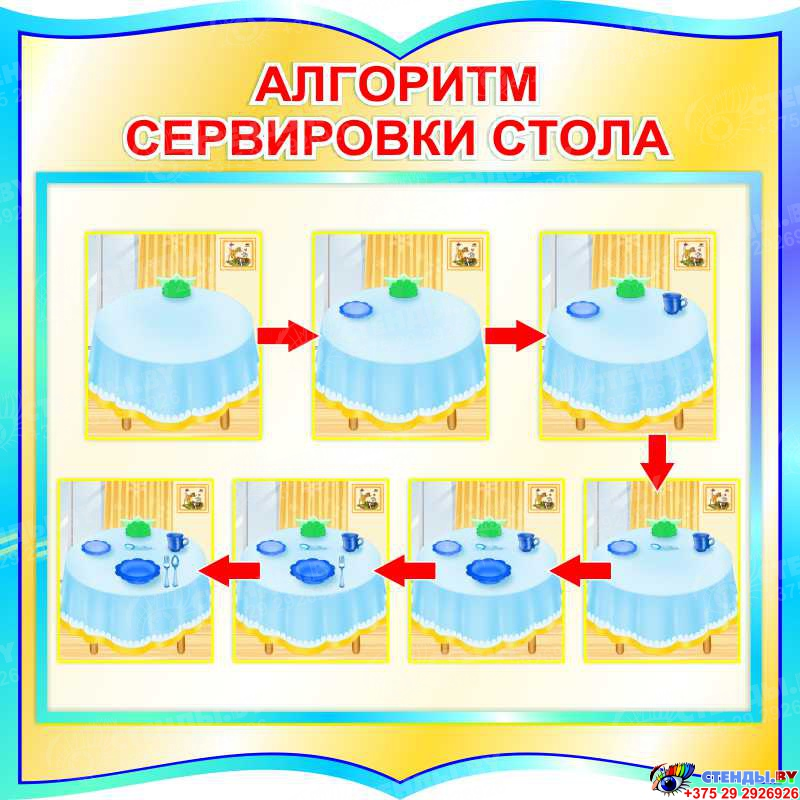 АЛГОРИТМ
СЕРВИРОВКИ СТОЛА
СТЕНДЫ.BY
+375 29 2926926